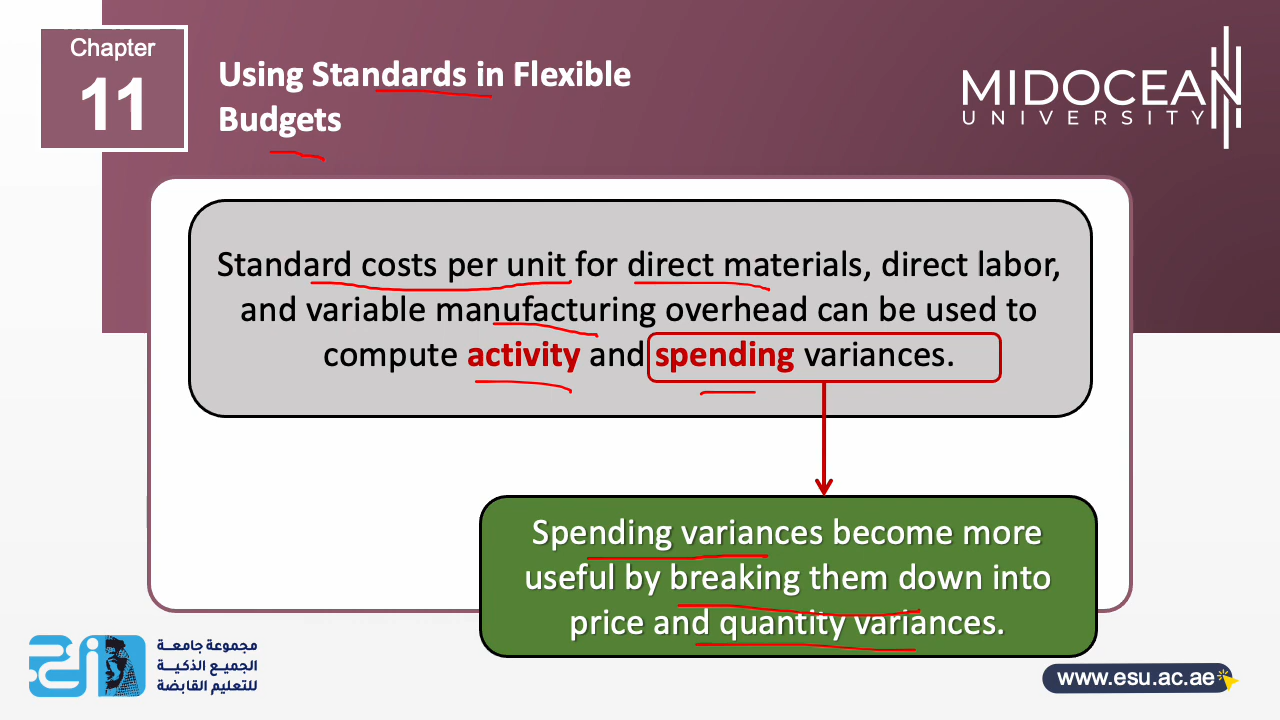 Chapter
11
Using Standards in Flexible
Budgets
MIDOCEAN
UNIVERSITY
Standard costs per unit for direct materials, direct labor,
and variable manufacturing overhead can be used to
compute activity and spending variances.
Spending variances become more
useful by breaking them down into
price and quantity variances.
مجموعة جامعة
الجميع الذكية
للتعليم القابضة
www.esu.ac.ae